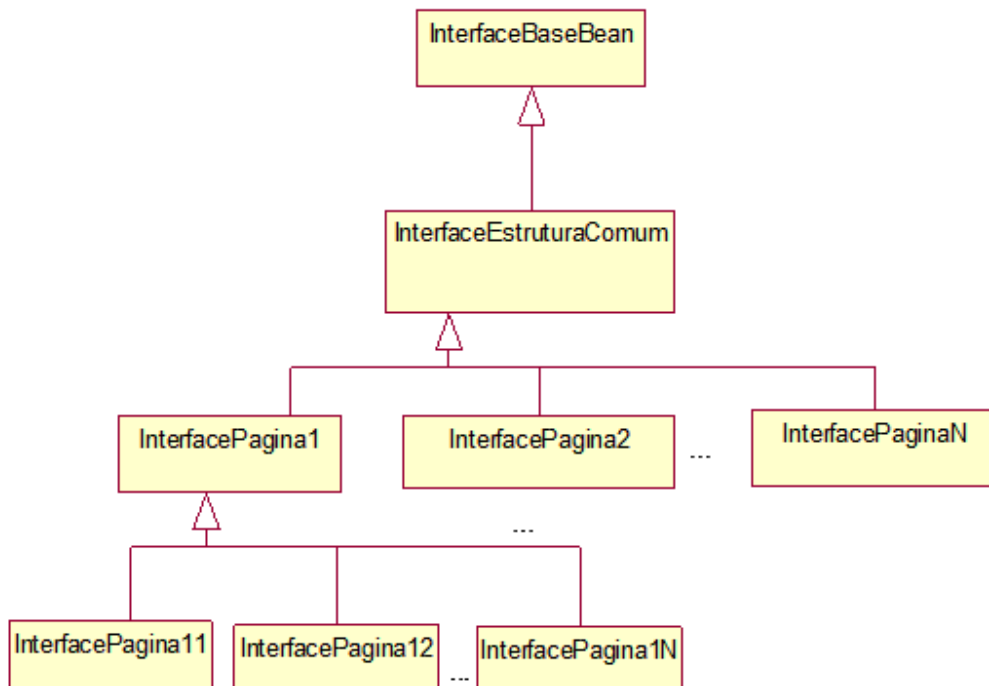 InterfaceBaseBean
InterfaceEstruturaComum
InterfacePagina1
InterfacePagina2
...
InterfacePaginaN
...
InterfacePagina11
InterfacePagina12
...
InterfacePagina1N